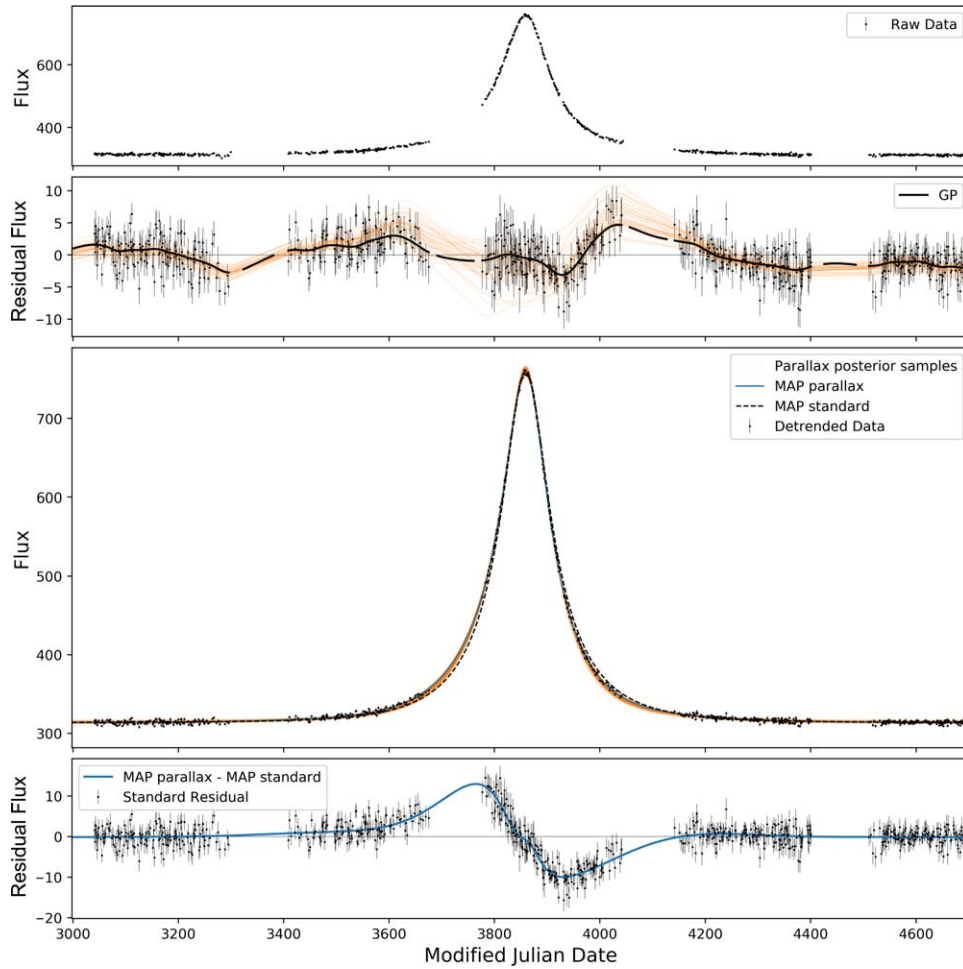 Raw Data
Flux
600
400
GP
Residual Flux
10
5
0
−5
−10
Parallax posterior samples
MAP parallax
MAP standard
Detrended Data
Flux
700
600
500
400
300
MAP parallax - MAP standard
Standard Residual
Residual Flux
10
0
−10
−20
3000 3200 3400 3600 3800 4000 4200 4400 4600
Modified Julian Date